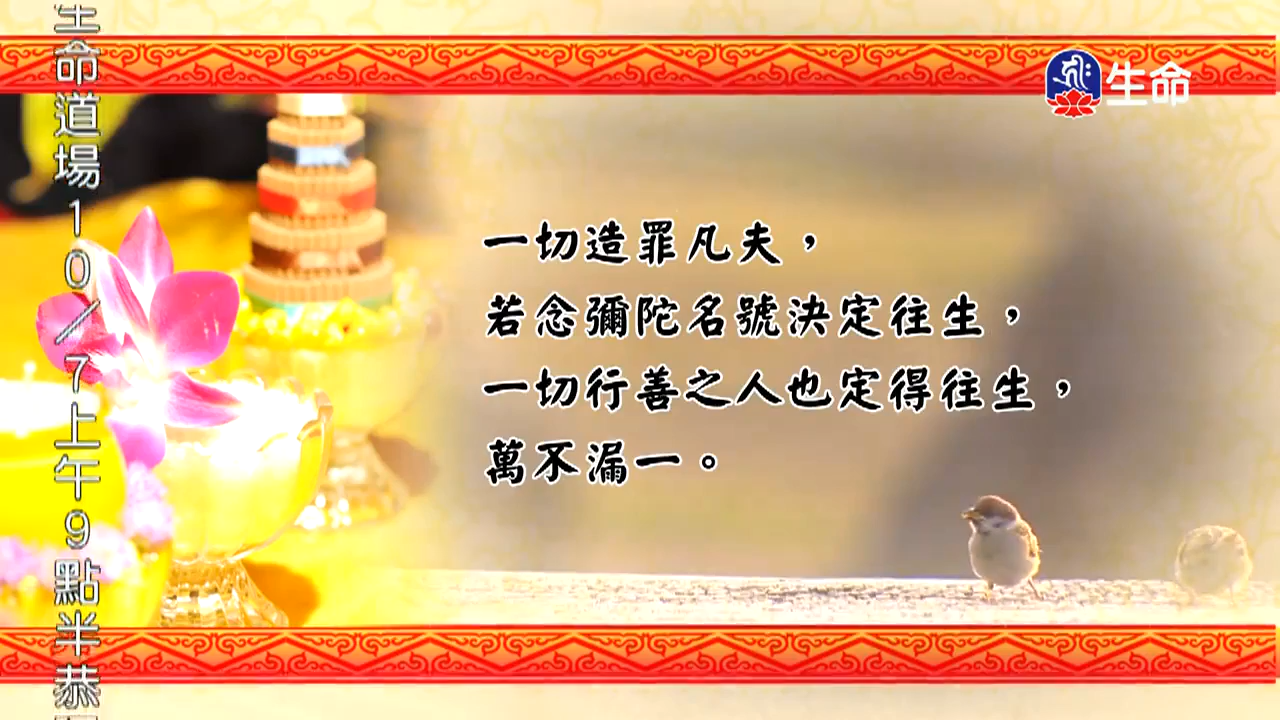 生命
一切造罪凡夫，
若念彌陀名號決定往生，
一切行善之人也定得往生，
萬不漏一。
生命道場10/7上午9點半恭